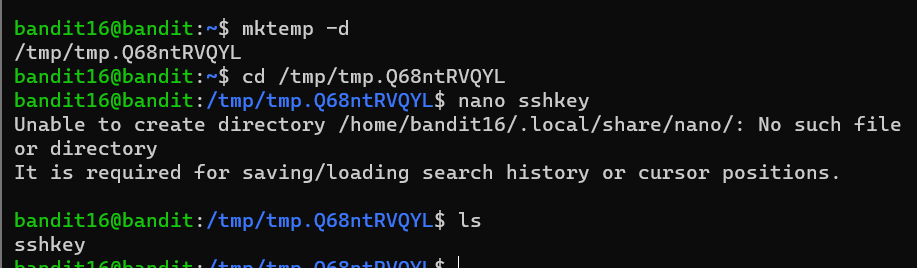 bandit16@bandit:~$ mktemp -d
/tmp/tmp.Q68ntRVQYL
bandit16@bandit:~$ cd /tmp/tmp.Q68ntRVQYL
bandit16@bandit:/tmp/tmp.Q68ntRVQYL$ nano sshkey
Unable to create directory /home/bandit16/.local/share/nano/: No such file
or directory
It is required for saving/loading search history or cursor positions.
bandit16@bandit:/tmp/tmp.Q68ntRVQYL$ ls
sshkey
bandit16@bandit:/tmp/tmp.Q68ntRVQYL$